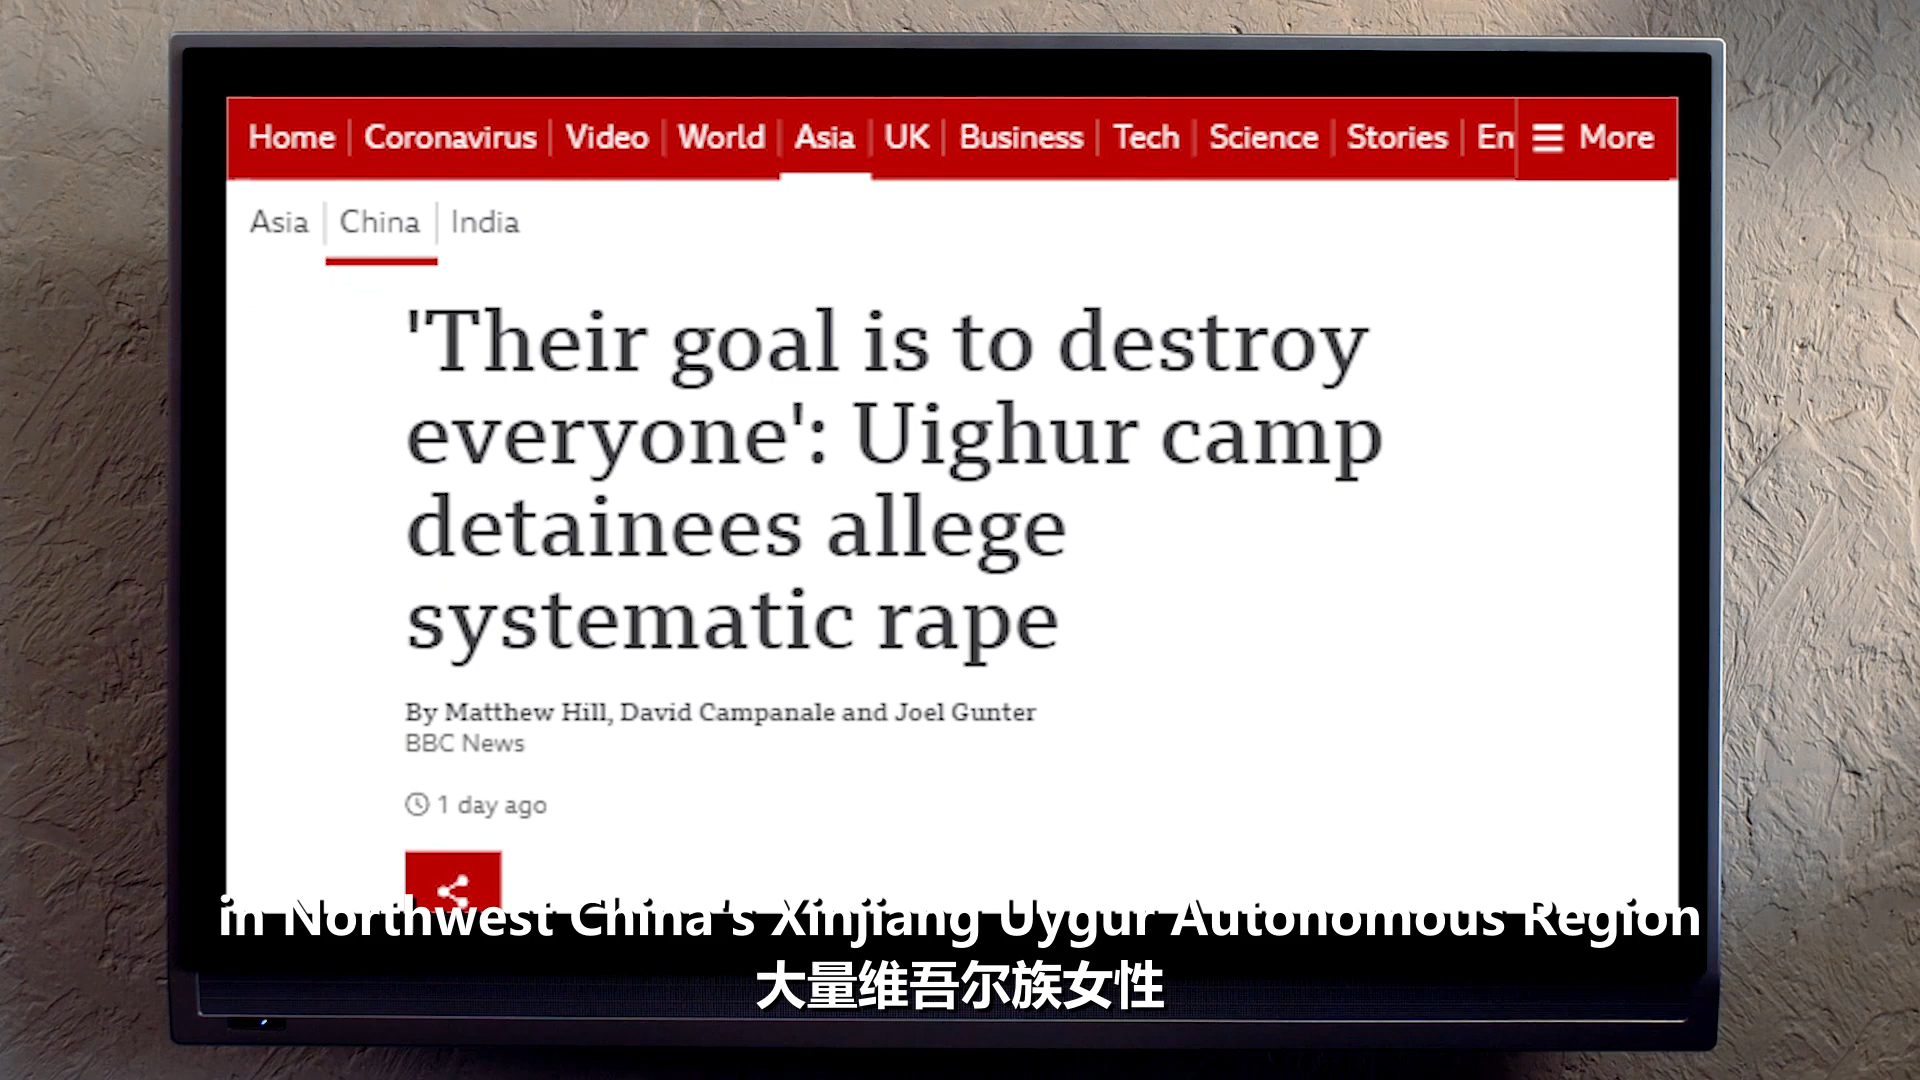 Home Coronavirus Video World Asia UK Business Tech Science Stories En More
Asia China India
'Their goal is to destroy
everyone': Uighur camp
detainees allege
systematic rape
By Matthew Hill, David Campanale and Joel Gunter
BBC News
1 day ago
in Northwest China's Xinjiang Uygur Autonomous Region
大量维吾尔族女性